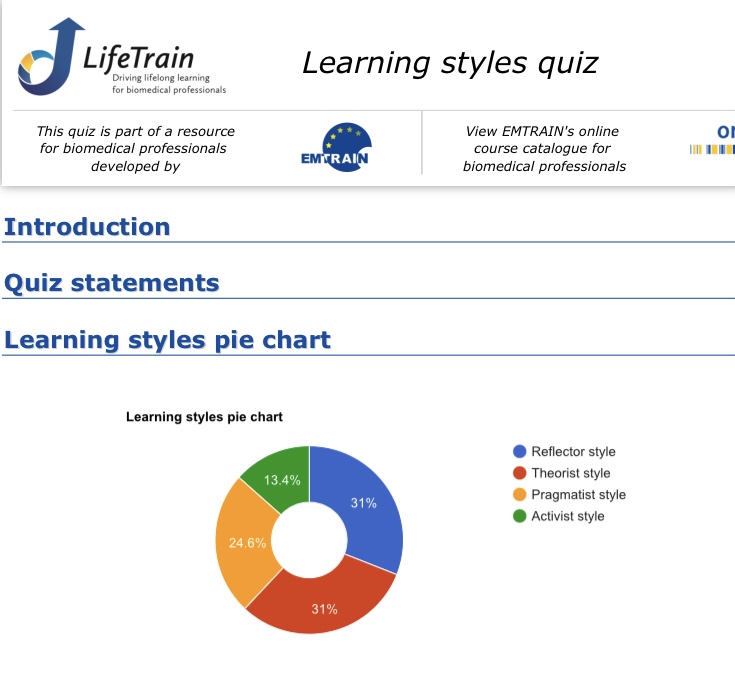 LifeTrain
Driving lifelong learning
for biomedical professionals
Learning styles quiz
This quiz is part of a resource
for biomedical professionals
developed by
EMTRAIN
View EMTRAIN's online
course catalogue for
biomedical professionals
Introduction
Quiz statements
Learning styles pie chart
Learning styles pie chart
13.4%
31%
24.6%
31%
Reflector style
Theorist style
Pragmatist style
Activist style